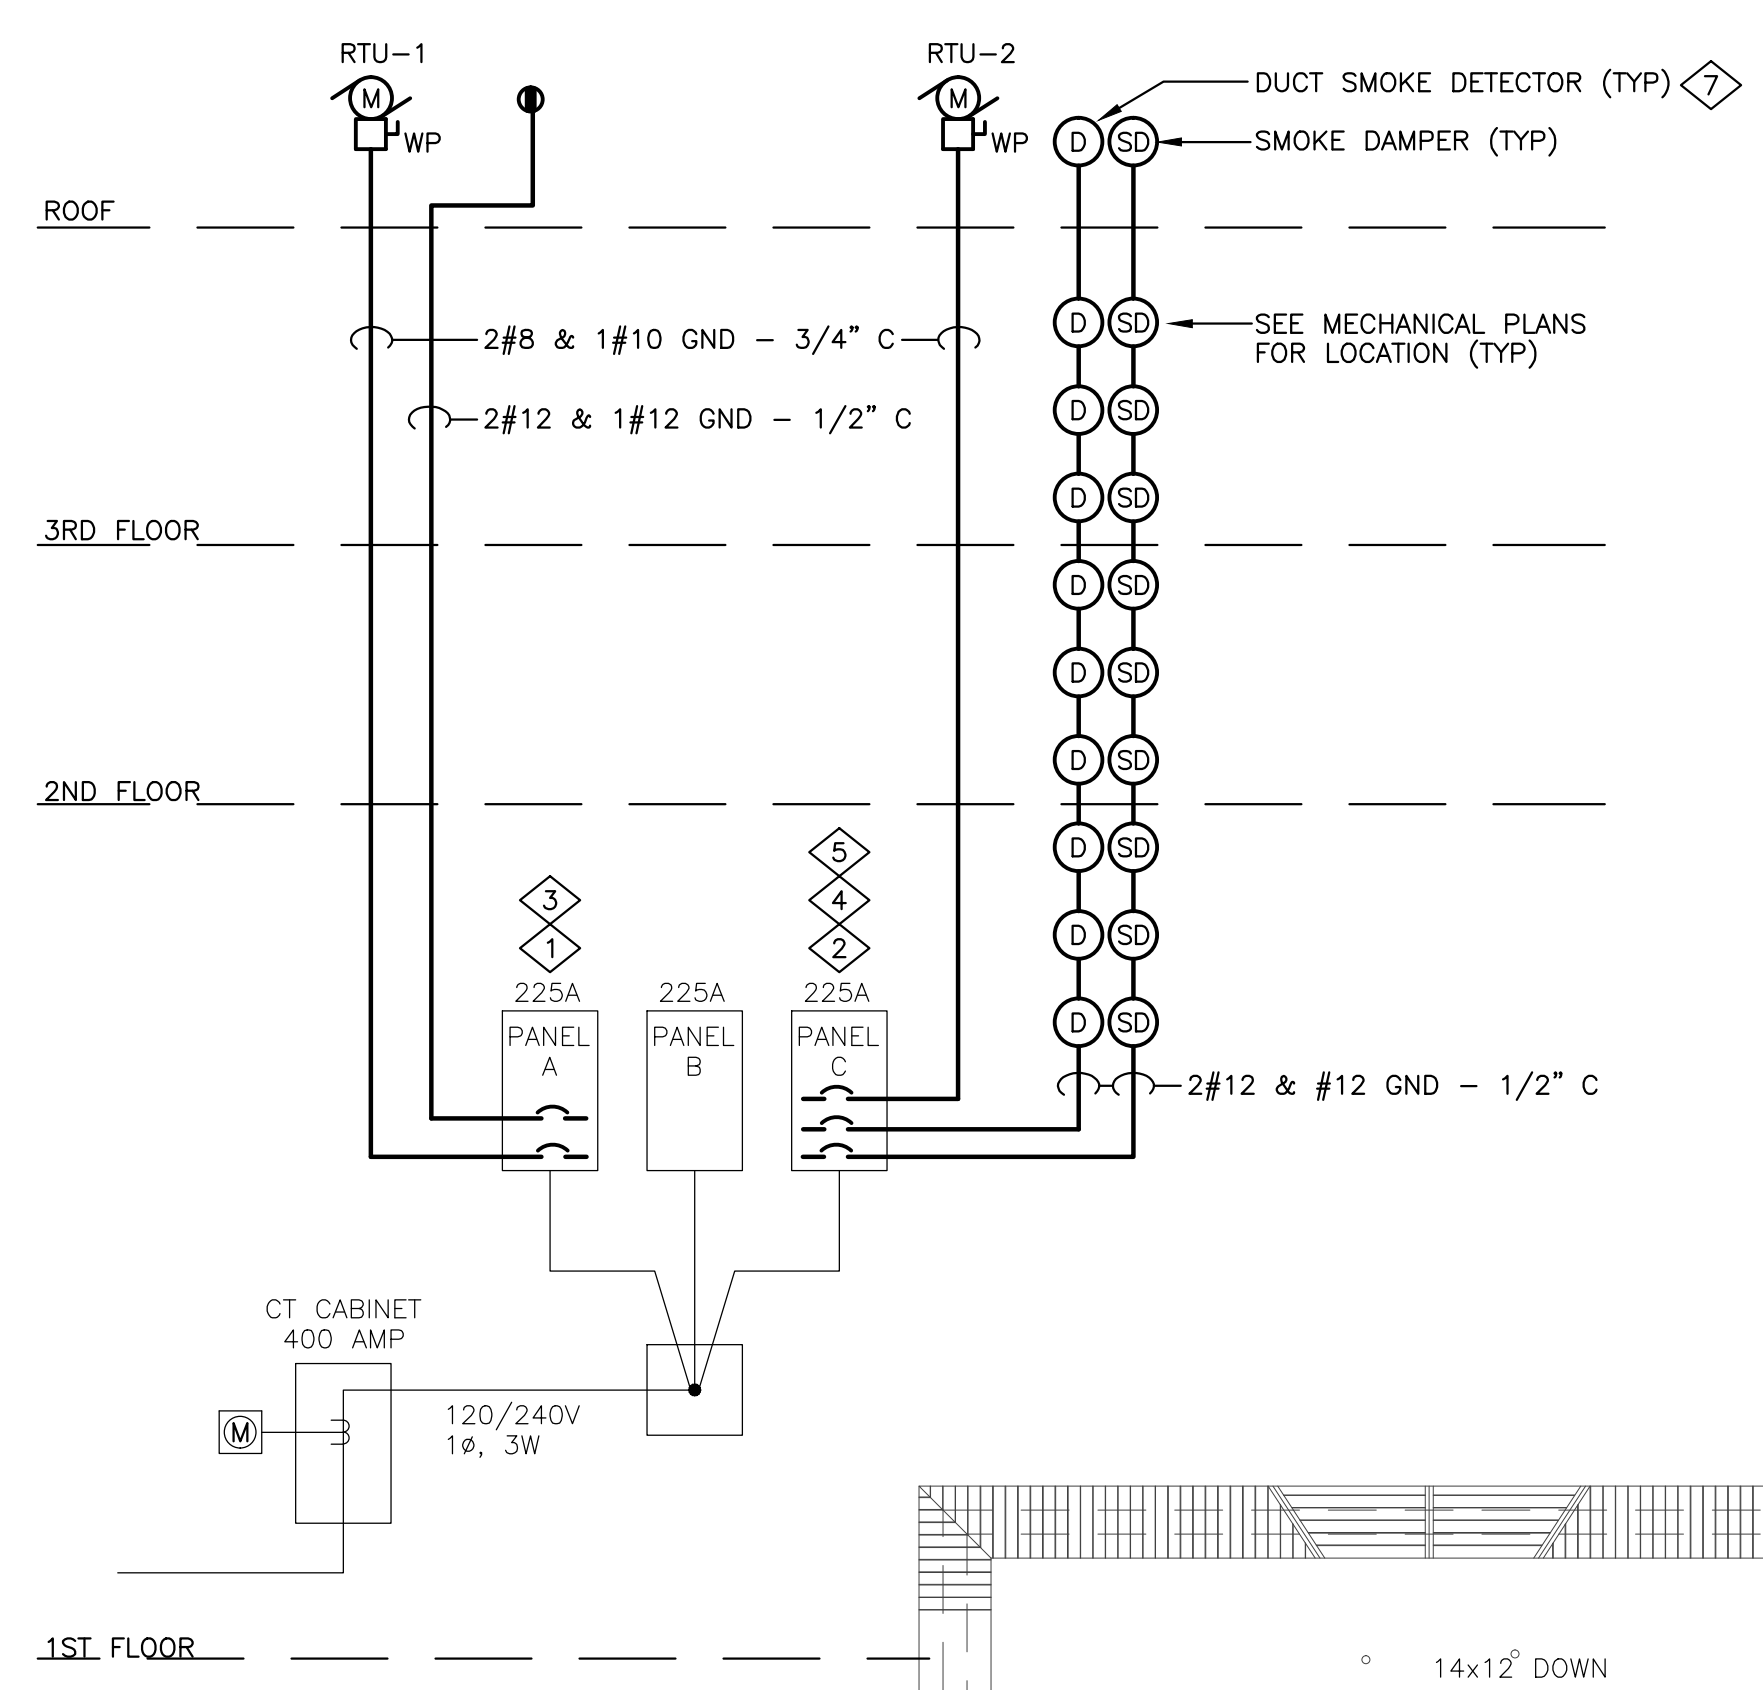 RTU-1
M
WP
RTU-2
M
WP
DUCT SMOKE DETECTOR (TYP) 7
D SD
SMOKE DAMPER (TYP)
ROOF
D SD
SEE MECHANICAL PLANS
FOR LOCATION (TYP)
2#8 & 1#10 GND - 3/4" C
D SD
2#12 & 1#12 GND - 1/2" C
D SD
3RD FLOOR
D SD
D SD
D SD
2ND FLOOR
D SD
5
3
4
D SD
1
2
225A
225A
225A
D SD
PANEL
A
PANEL
B
PANEL
C
2#12 & #12 GND - 1/2" C
CT CABINET
400 AMP
M
120/240V
1ø, 3W
1ST FLOOR
14x12 DOWN